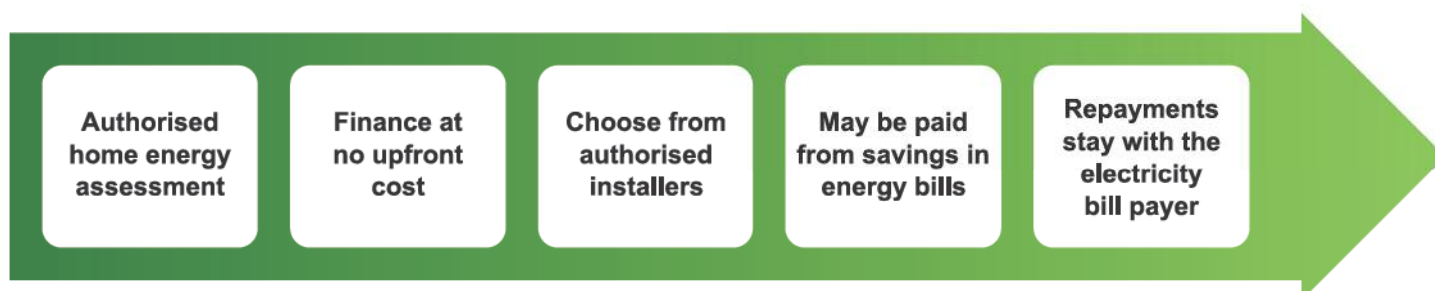 Authorised
home energy
assessment
Finance at
no upfront
cost
Choose from
authorised
installers
May be paid
from savings in
energy bills
Repayments
stay with the
electricity
bill payer